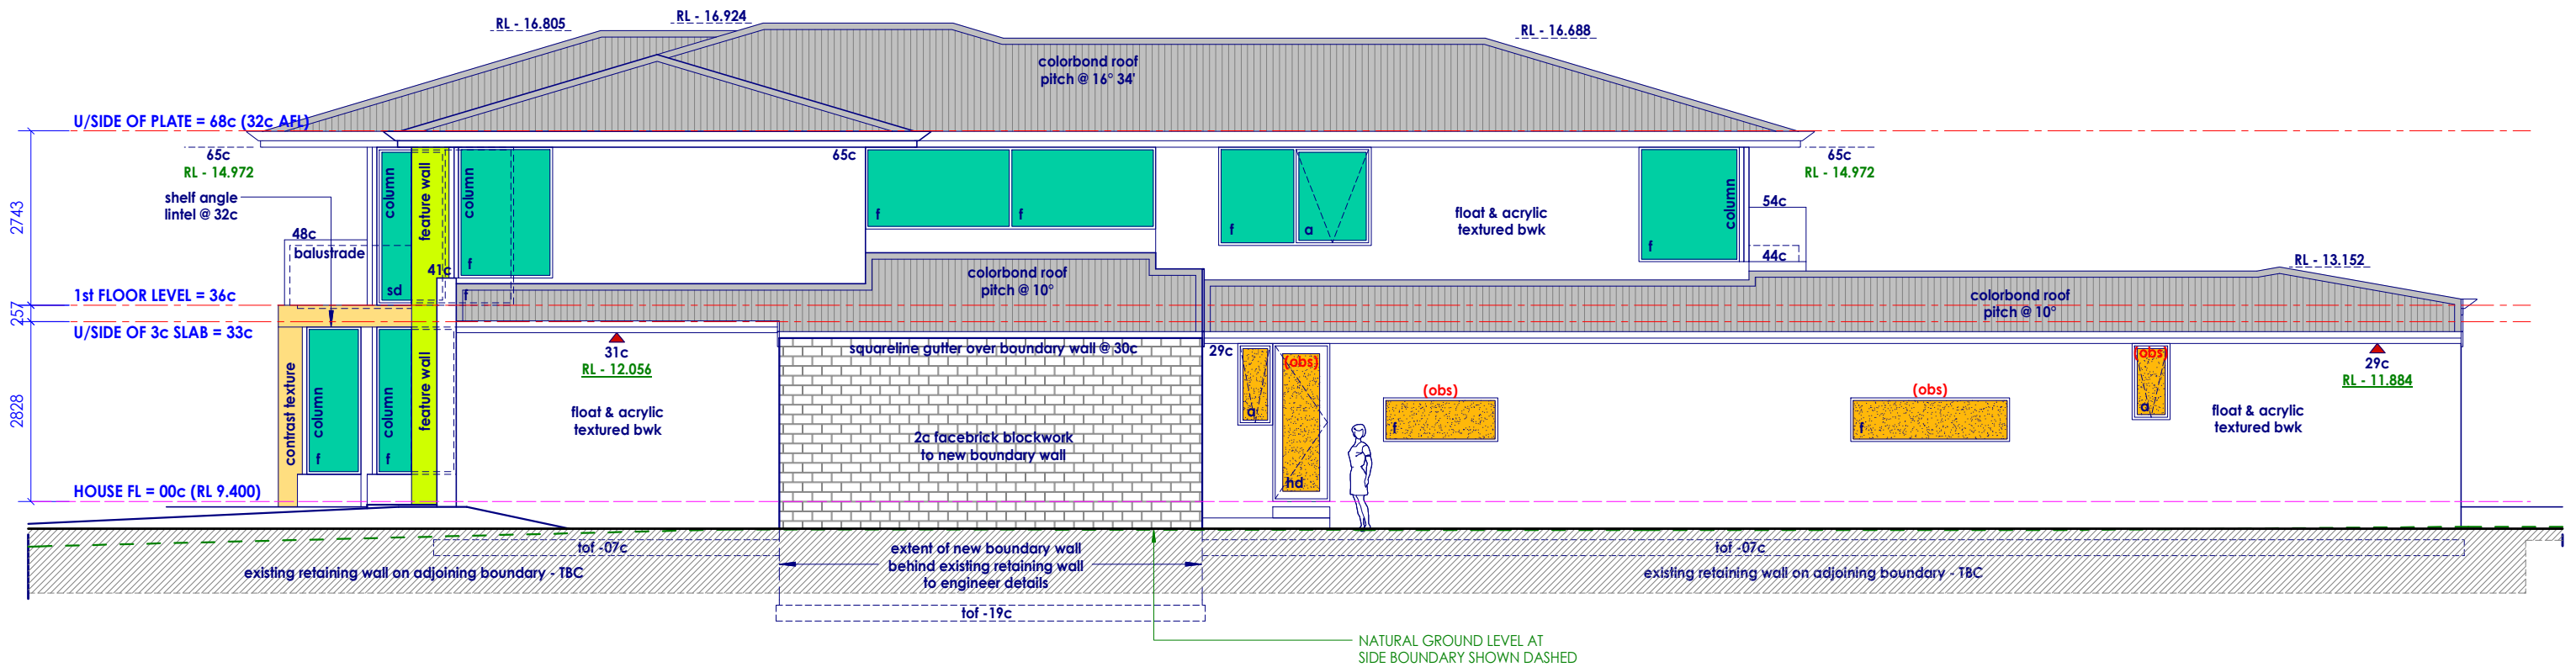 RL - 16.805
RL - 16.924
RL - 16.688
colorbond roof
pitch @ 16° 34'
U/SIDE OF PLATE = 68c (32c AFL)
65c
RL - 14.972
65c
65c
RL - 14.972
shelf angle
lintel @ 32c
column
feature wall
column
f
f
f
f
a
float & acrylic
textured bwk
f
column
54c
44c
2743
48c
balustrade
41c
sd
f
colorbond roof
pitch @ 10°
RL - 13.152
colorbond roof
pitch @ 10°
1st FLOOR LEVEL = 36c
257
U/SIDE OF 3c SLAB = 33c
31c
RL - 12.056
squareline gutter over boundary wall @ 30c
29c
(obs)
(obs)
29c
RL - 11.884
2828
contrast texture
column
f
column
f
feature wall
float & acrylic
textured bwk
2c facebrick blockwork
to new boundary wall
a
hd
(obs)
f
(obs)
f
a
float & acrylic
textured bwk
HOUSE FL = 00c (RL 9.400)
tof -07c
extent of new boundary wall
behind existing retaining wall
to engineer details
tof -07c
existing retaining wall on adjoining boundary - TBC
existing retaining wall on adjoining boundary - TBC
tof -19c
NATURAL GROUND LEVEL AT
SIDE BOUNDARY SHOWN DASHED